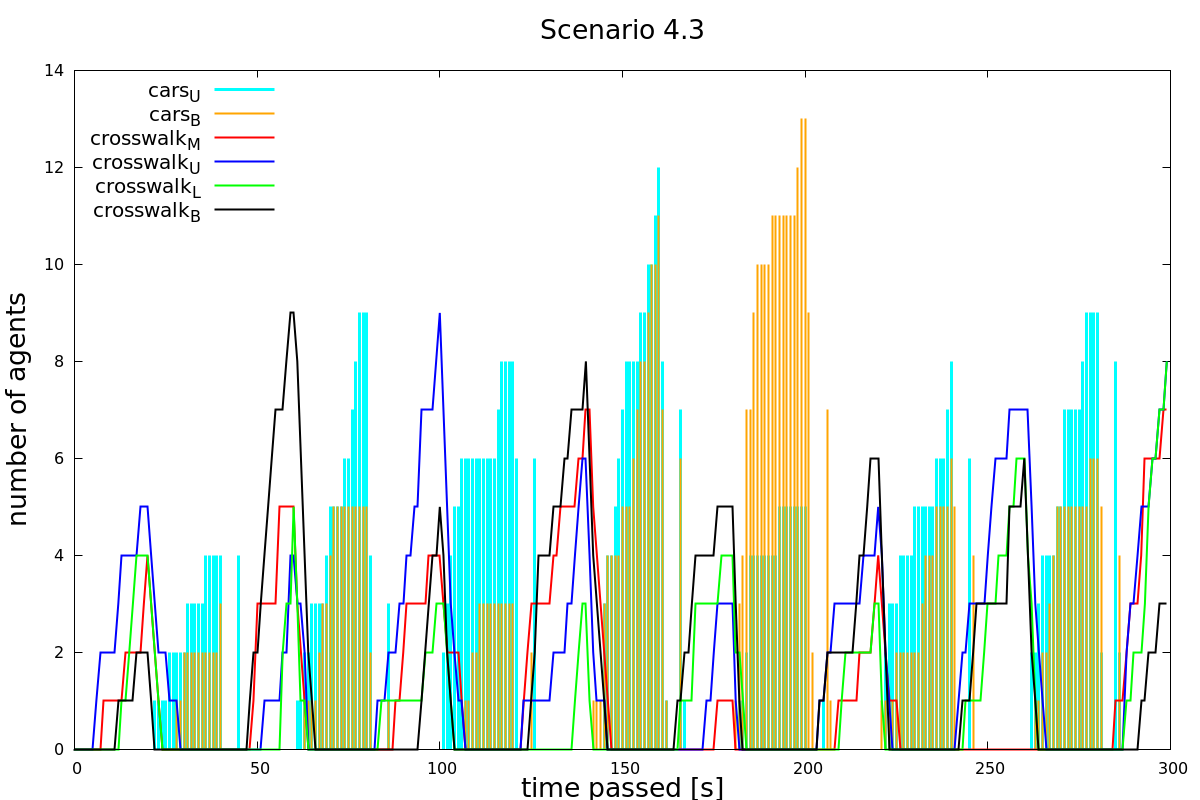 Scenario 4.3
14
12
10
8
6
4
2
0
number of agents
cars_U
cars_B
crosswalk_M
crosswalk_U
crosswalk_L
crosswalk_B
0 50 100 150 200 250 300
time passed [s]